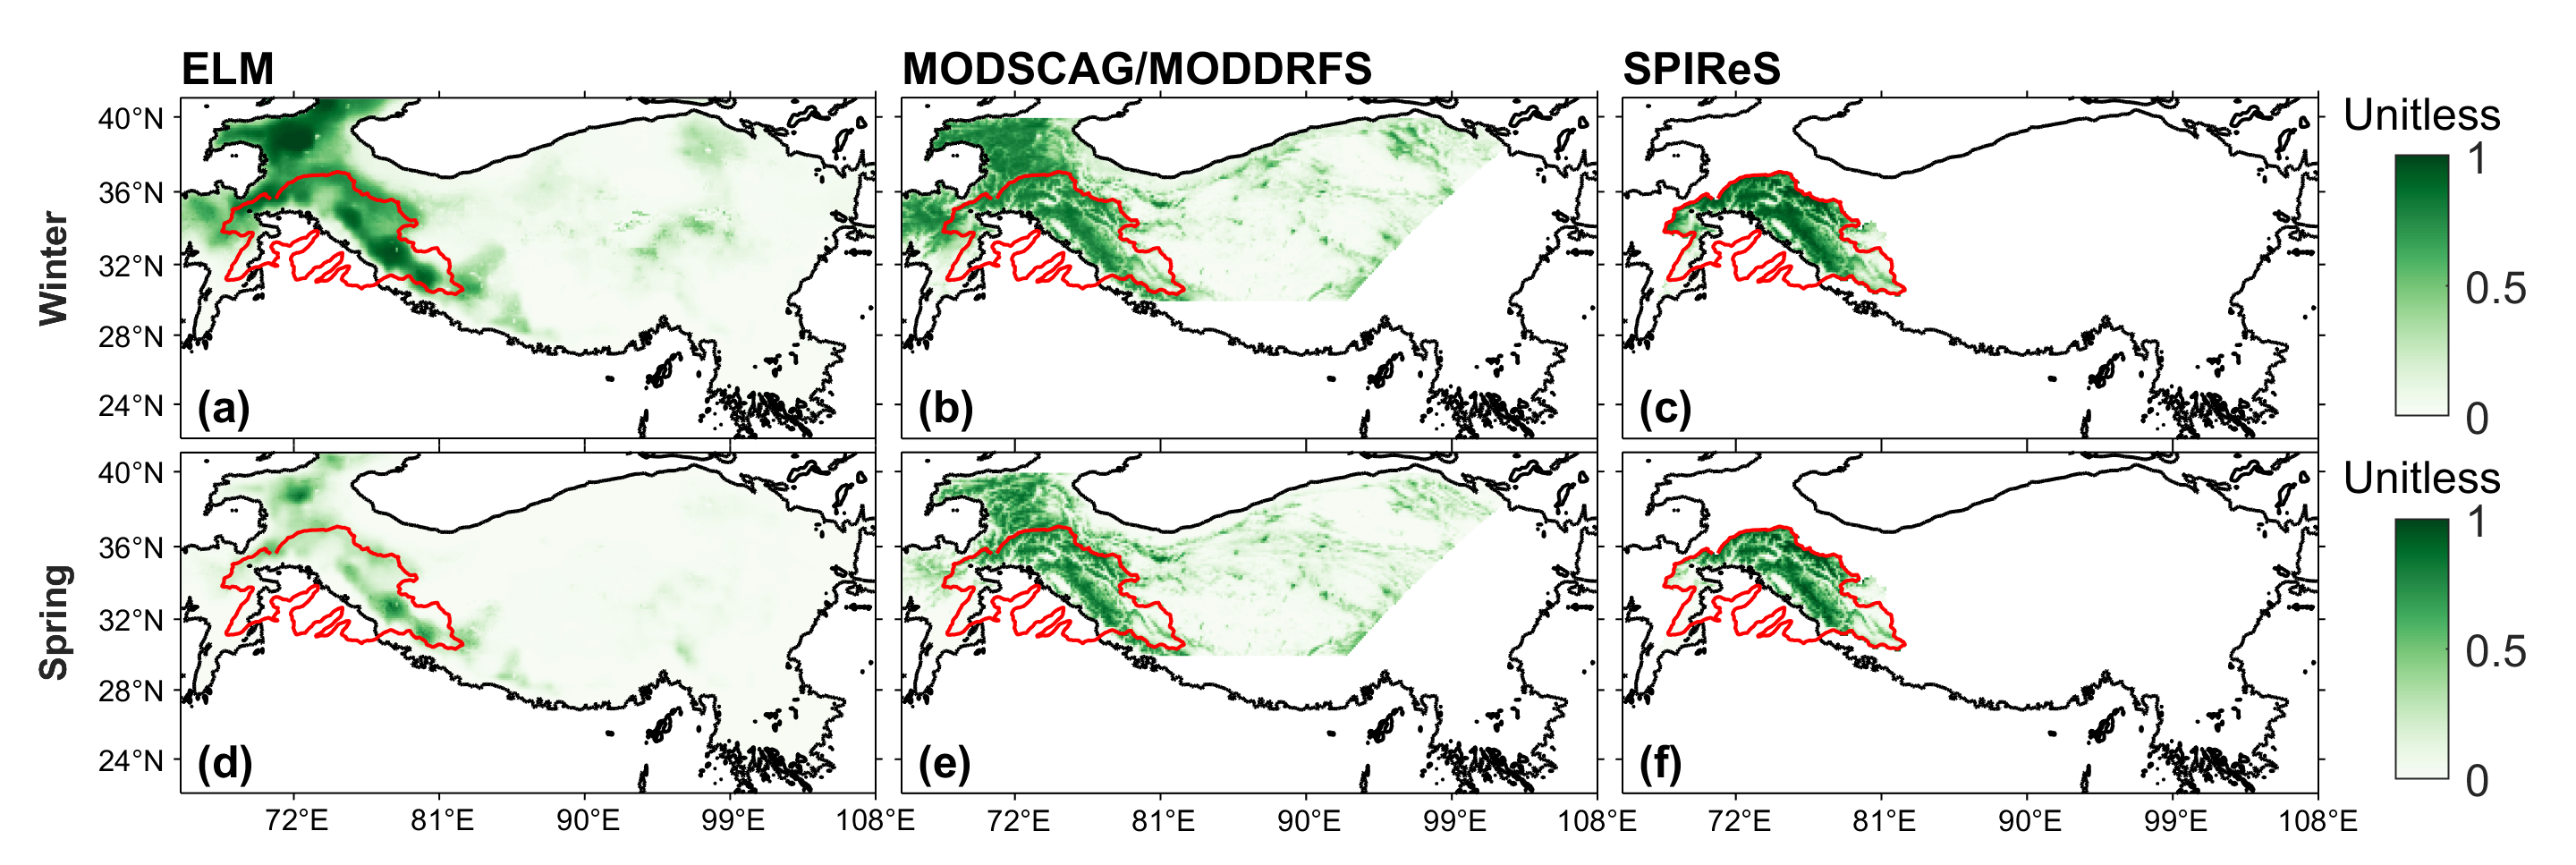 ELM MODSCAG/MODDRFS SPIReS
Unitless
40°N
36°N
32°N
28°N
24°N
Winter
(a) (b) (c)
1
0.5
0
Unitless
40°N
36°N
32°N
28°N
24°N
Spring
(d) (e) (f)
1
0.5
0
72°E 81°E 90°E 99°E 108°E 72°E 81°E 90°E 99°E 108°E 72°E 81°E 90°E 99°E 108°E